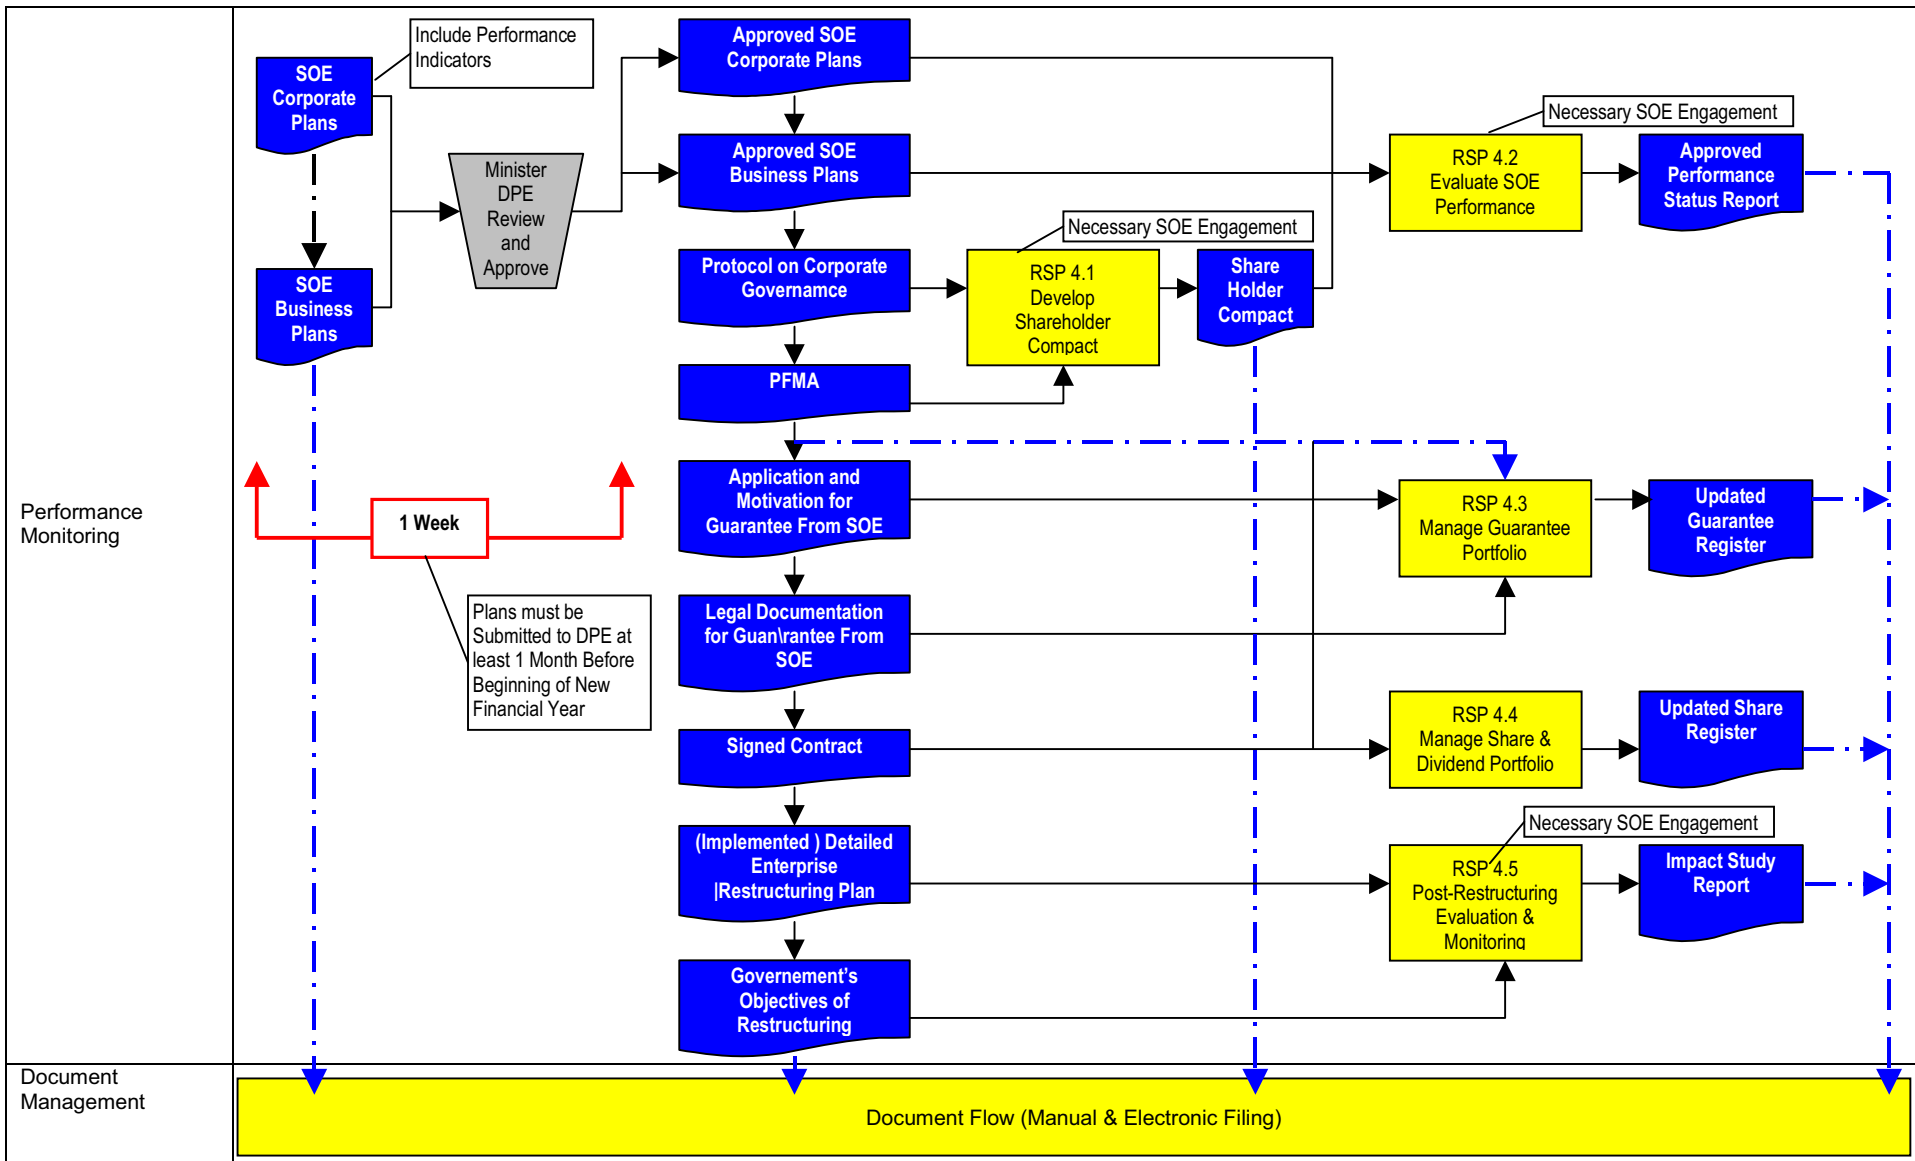 Performance
Monitoring
Include Performance
Indicators
SOE
Corporate
Plans
SOE
Business
Plans
Minister
DPE
Review
and
Approve
1 Week
Plans must be
Submitted to DPE at
least 1 Month Before
Beginning of New
Financial Year
Approved SOE
Corporate Plans
Approved SOE
Business Plans
Protocol on Corporate
Governamce
PFMA
Application and
Motivation for
Guarantee From SOE
Legal Documentation
for Guan\rantee From
SOE
Signed Contract
(Implemented ) Detailed
Enterprise
|Restructuring Plan
Governement’s
Objectives of
Restructuring
Necessary SOE Engagement
RSP 4.1
Develop
Shareholder
Compact
Share
Holder
Compact
Necessary SOE Engagement
RSP 4.2
Evaluate SOE
Performance
Approved
Performance
Status Report
RSP 4.3
Manage Guarantee
Portfolio
Updated
Guarantee
Register
RSP 4.4
Manage Share &
Dividend Portfolio
Updated Share
Register
Necessary SOE Engagement
RSP 4.5
Post-Restructuring
Evaluation &
Monitoring
Impact Study
Report
Document
Management
Document Flow (Manual & Electronic Filing)